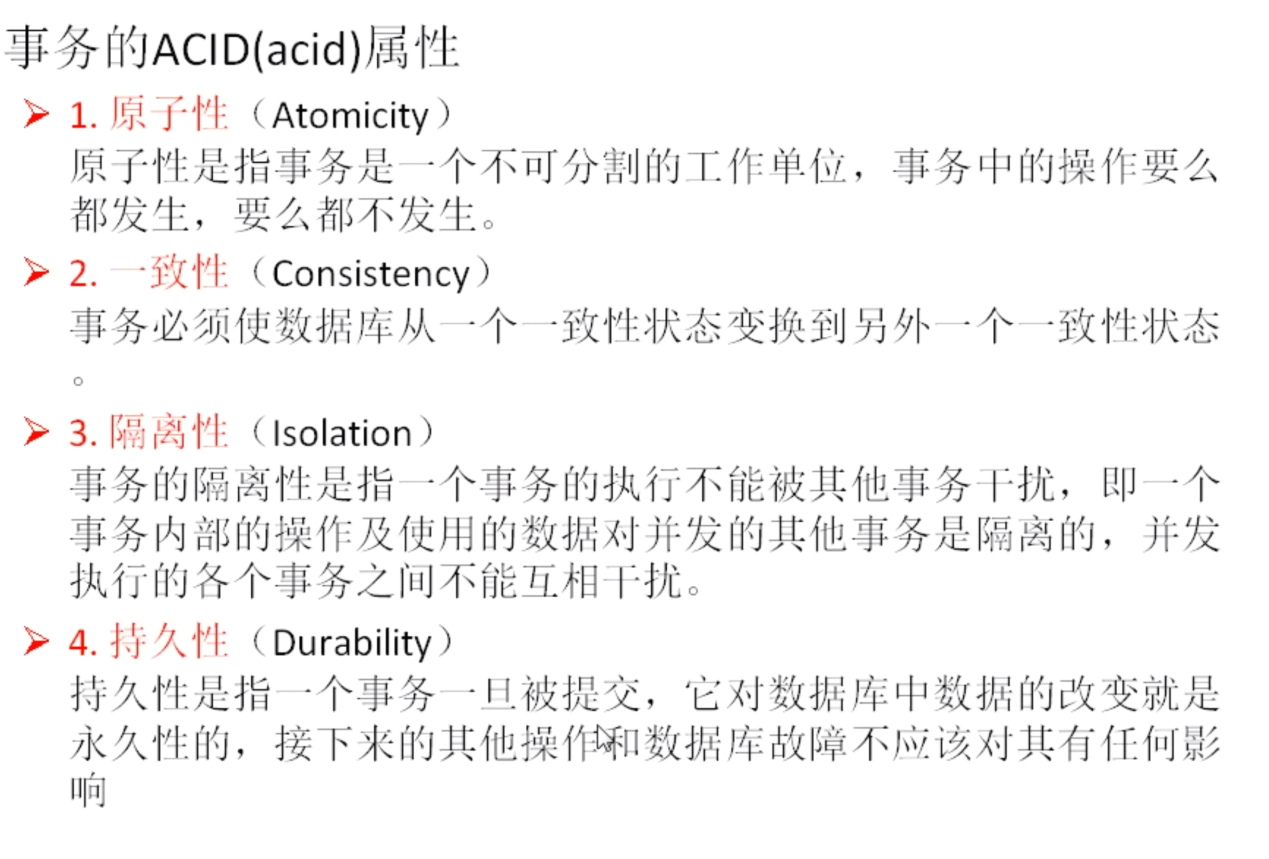 事务的ACID(acid)属性
1. 原子性（Atomicity）
原子性是指事务是一个不可分割的工作单位，事务中的操作要么
都发生，要么都不发生。
2. 一致性（Consistency）
事务必须使数据库从一个一致性状态变换到另外一个一致性状态
。
3. 隔离性（Isolation）
事务的隔离性是指一个事务的执行不能被其他事务干扰，即一个
事务内部的操作及使用的数据对并发的其他事务是隔离的，并发
执行的各个事务之间不能互相干扰。
4. 持久性（Durability）
持久性是指一个事务一旦被提交，它对数据库中数据的改变就是
永久性的，接下来的其他操作和数据库故障不应该对其有任何影
响